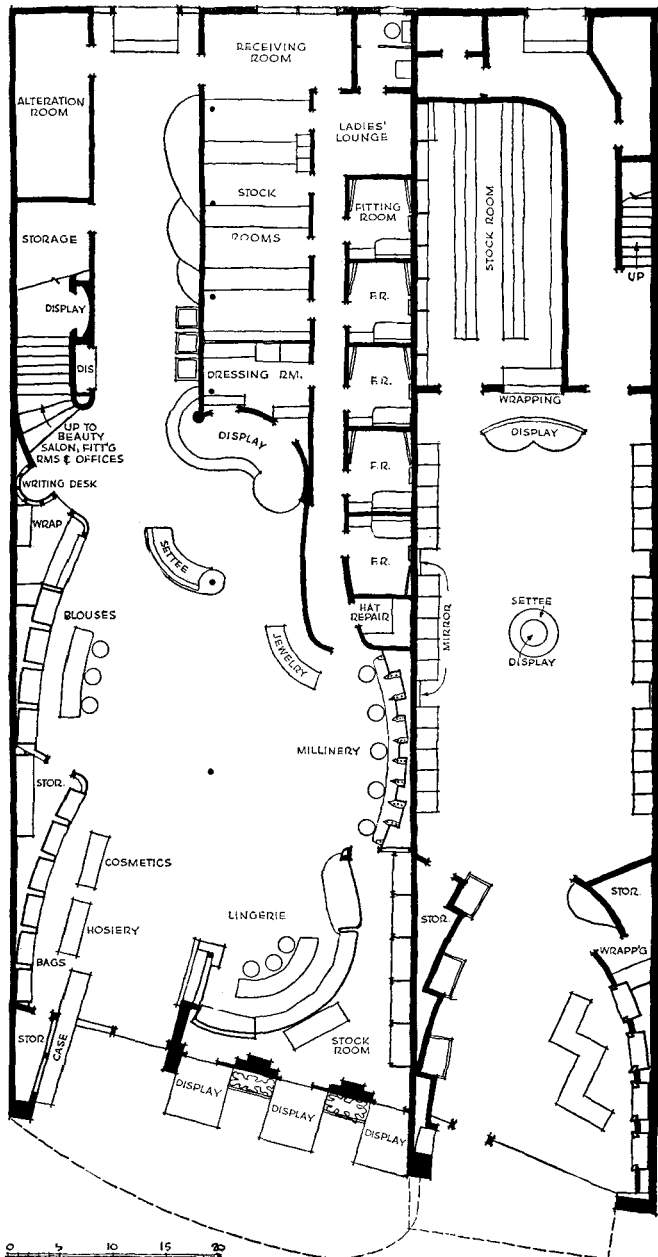 RECEIVING
ROOM
ALTERATION
ROOM
LADIES'
LOUNGE
STOCK
ROOMS
FITTING
ROOM
STOCK ROOM
STORAGE
UP
DISPLAY
F.R.
DIS
DRESSING RM.
F.R.
WRAPPING
UP TO
BEAUTY
SALON, FITT'G
RMS & OFFICES
DISPLAY
DISPLAY
F.R.
WRITING DESK
WRAP
SETTEE
F.R.
HAT
REPAIR
BLOUSES
JEWELRY
MIRROR
SETTEE
DISPLAY
MILLINERY
STOR.
COSMETICS
LINGERIE
STOR.
STOR.
HOSIERY
BAGS
WRAPP'G
STOR
CASE
STOCK
ROOM
DISPLAY
DISPLAY
DISPLAY
0 5 10 15 20